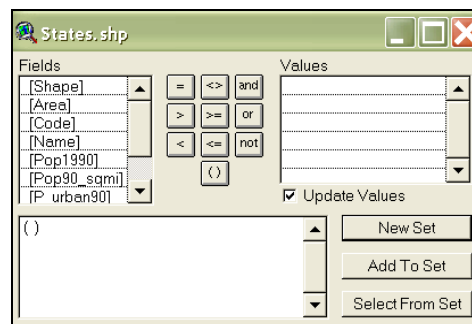 States.shp
Fields
Values
[Shape]
[Area]
[Code]
[Name]
[Pop1990]
[Pop90_sqmi]
[P_urban90]
= <> and
> >= or
< <= not
()
Update Values
( )
New Set
Add To Set
Select From Set